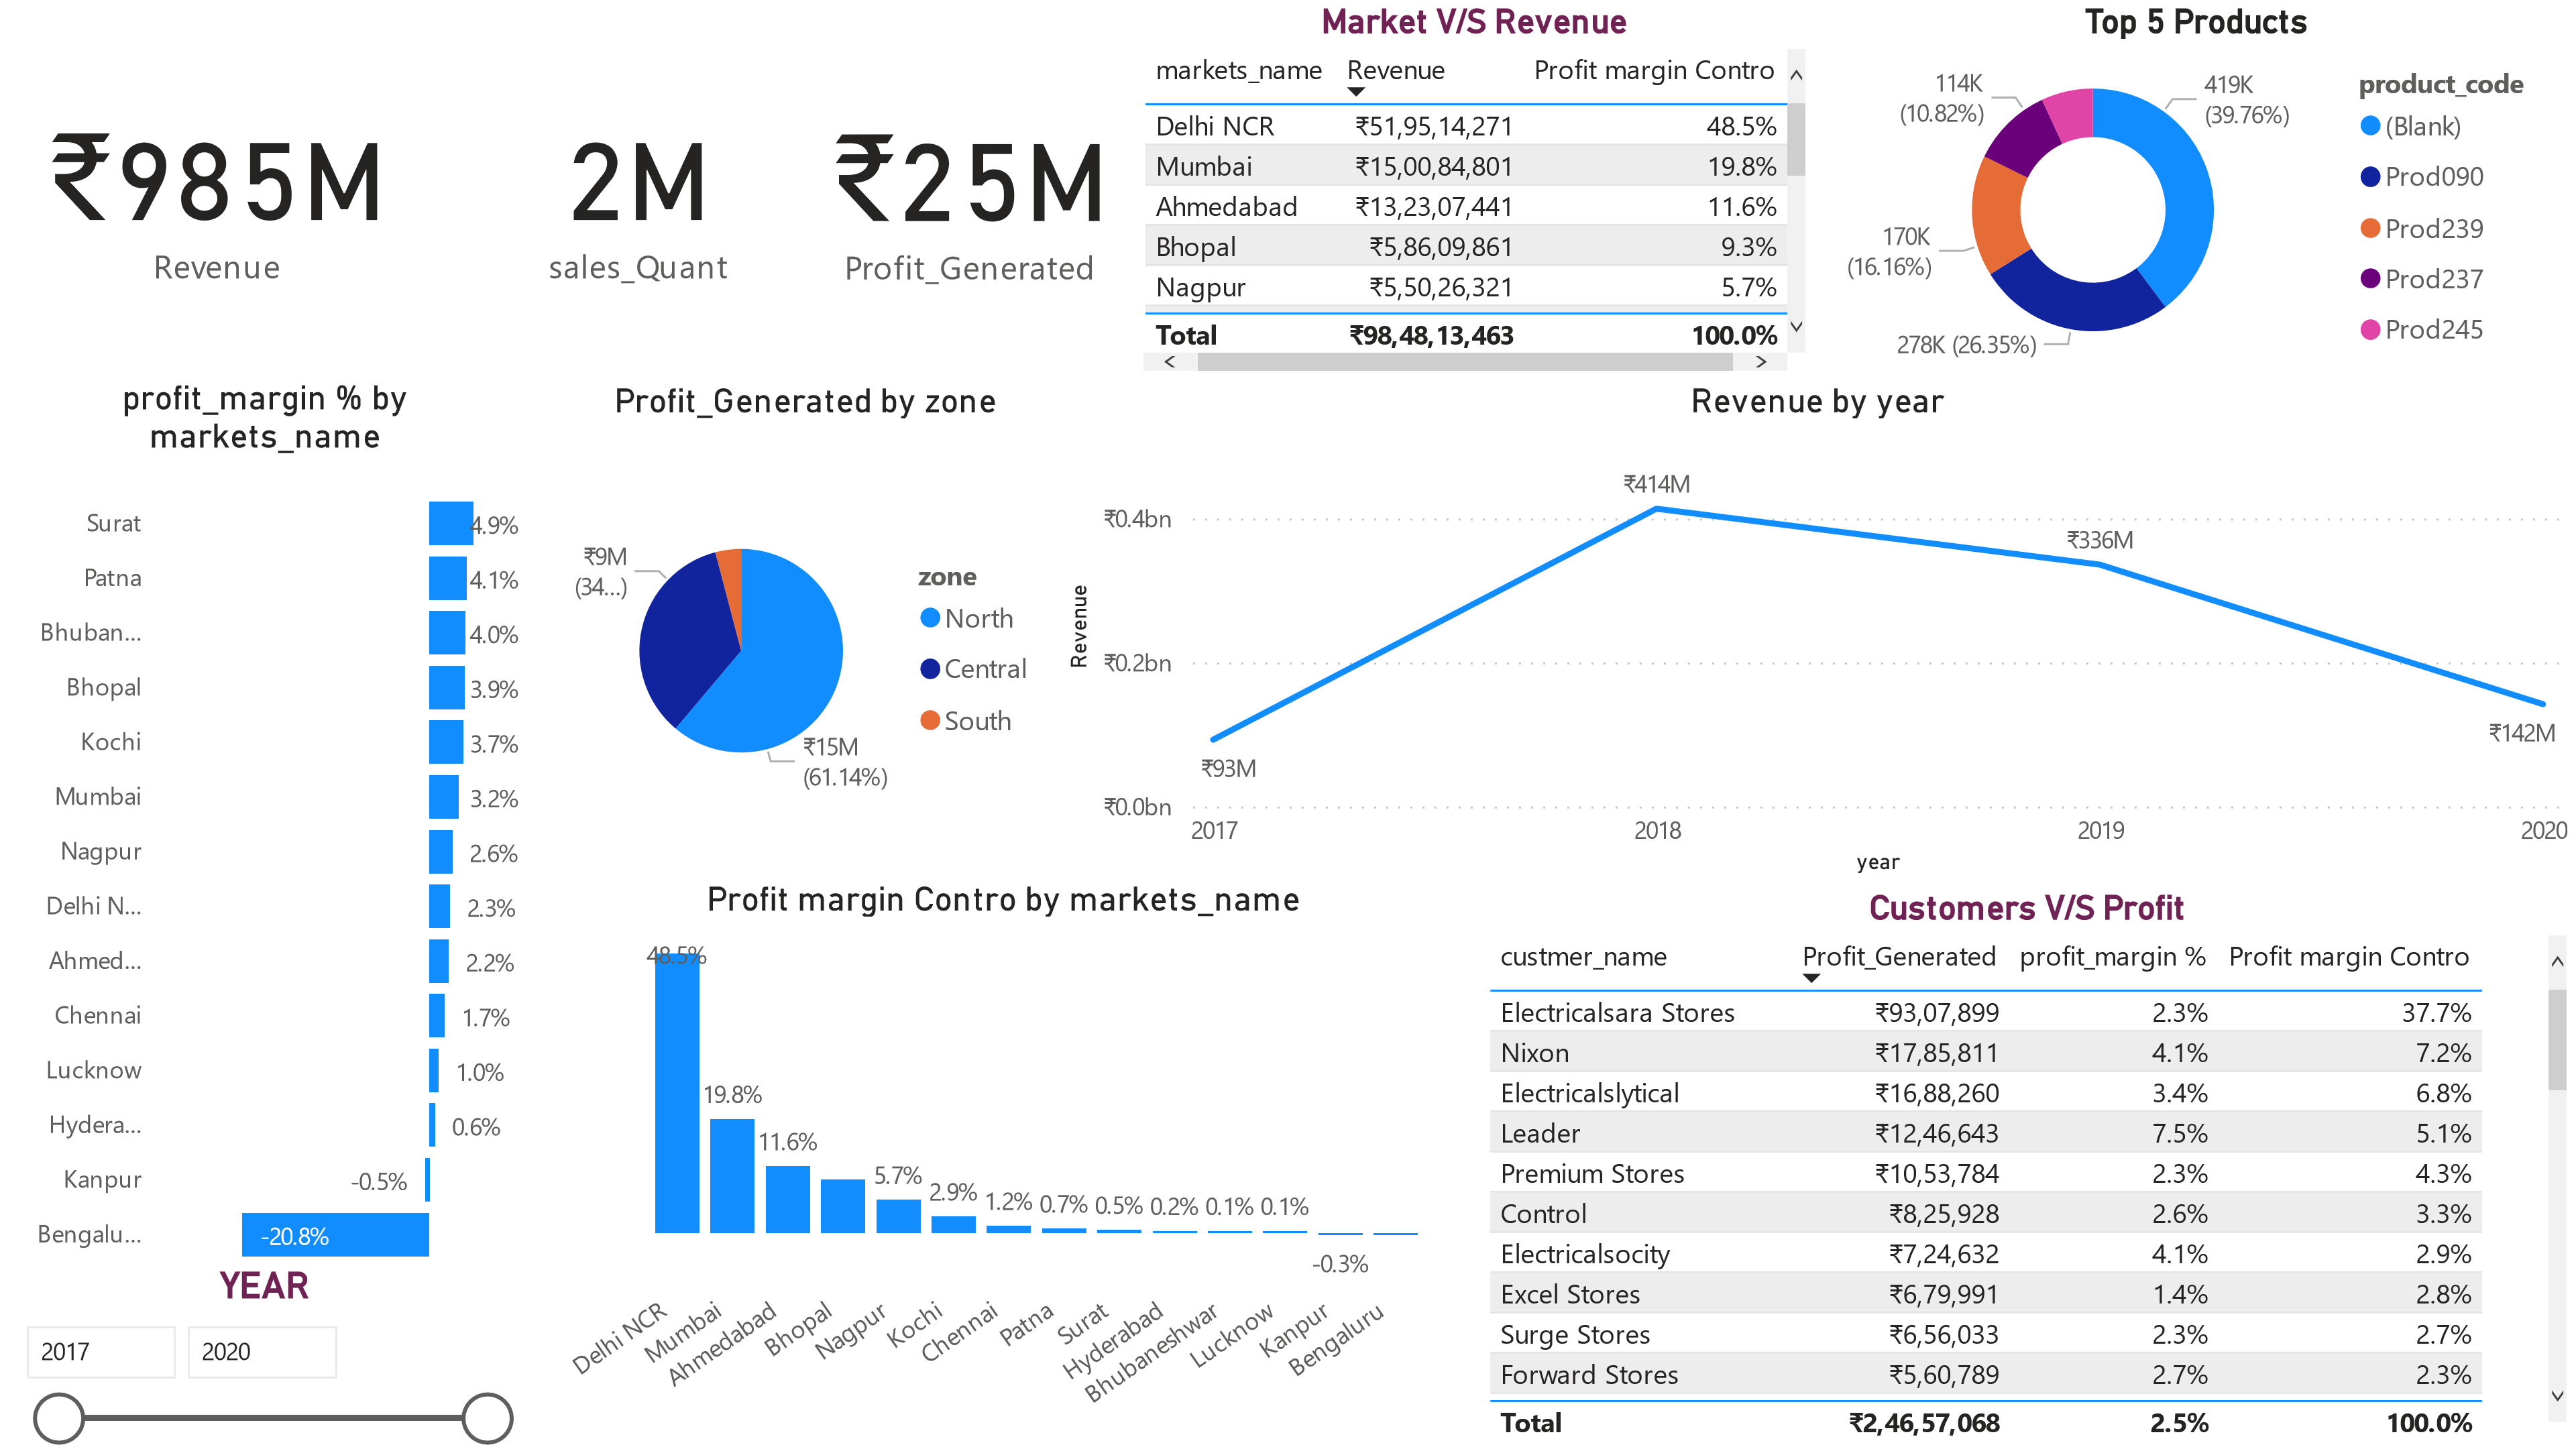 ₹985M
Revenue
2M
sales_Quant
₹25M
Profit_Generated
Market V/S Revenue
markets_name Revenue Profit margin Contro
Delhi NCR ₹51,95,14,271 48.5%
Mumbai ₹15,00,84,801 19.8%
Ahmedabad ₹13,23,07,441 11.6%
Bhopal ₹5,86,09,861 9.3%
Nagpur ₹5,50,26,321 5.7%
Total ₹98,48,13,463 100.0%
Top 5 Products
114K
(10.82%)
419K
(39.76%)
170K
(16.16%)
278K (26.35%)
product_code
(Blank)
Prod090
Prod239
Prod237
Prod245
profit_margin % by
markets_name
Surat 4.9%
Patna 4.1%
Bhuban... 4.0%
Bhopal 3.9%
Kochi 3.7%
Mumbai 3.2%
Nagpur 2.6%
Delhi N... 2.3%
Ahmed... 2.2%
Chennai 1.7%
Lucknow 1.0%
Hydera... 0.6%
Kanpur -0.5%
Bengalu... -20.8%
YEAR
2017 2020
Profit_Generated by zone
₹9M
(34...)
₹15M
(61.14%)
zone
North
Central
South
Revenue by year
Revenue
₹0.4bn
₹0.2bn
₹0.0bn
₹93M
₹414M
₹336M
₹142M
2017 2018 2019 2020
year
Profit margin Contro by markets_name
48.5%
19.8%
11.6%
5.7%
2.9%
1.2%
0.7%
0.5%
0.2%
0.1%
0.1%
-0.3%
Delhi NCR
Mumbai
Ahmedabad
Bhopal
Nagpur
Kochi
Chennai
Patna
Surat
Hyderabad
Bhubaneshwar
Lucknow
Kanpur
Bengaluru
Customers V/S Profit
custmer_name Profit_Generated profit_margin % Profit margin Contro
Electricalsara Stores ₹93,07,899 2.3% 37.7%
Nixon ₹17,85,811 4.1% 7.2%
Electricalslytical ₹16,88,260 3.4% 6.8%
Leader ₹12,46,643 7.5% 5.1%
Premium Stores ₹10,53,784 2.3% 4.3%
Control ₹8,25,928 2.6% 3.3%
Electricalsocity ₹7,24,632 4.1% 2.9%
Excel Stores ₹6,79,991 1.4% 2.8%
Surge Stores ₹6,56,033 2.3% 2.7%
Forward Stores ₹5,60,789 2.7% 2.3%
Total ₹2,46,57,068 2.5% 100.0%